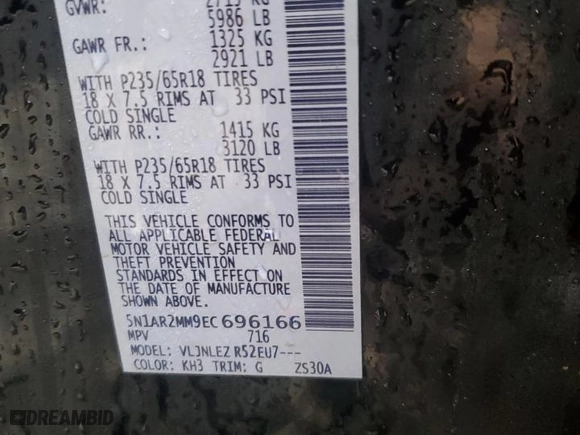 GVWR: 2715 KG
5986 LB
GAWR FR.: 1325 KG
2921 LB
WITH P235/65R18 TIRES
18 X 7.5 RIMS AT 33 PSI
COLD SINGLE
GAWR RR.: 1415 KG
3120 LB
WITH P235/65R18 TIRES
18 X 7.5 RIMS AT 33 PSI
COLD SINGLE
THIS VEHICLE CONFORMS TO
ALL APPLICABLE FEDERAL
MOTOR VEHICLE SAFETY AND
THEFT PREVENTION
STANDARDS IN EFFECT ON
THE DATE OF MANUFACTURE
SHOWN ABOVE.
5N1AR2MM9EC696166
MPV 716
MODEL: VLJNLEZ R52EU7---
COLOR: KH3 TRIM: G ZS30A
DREAMBID